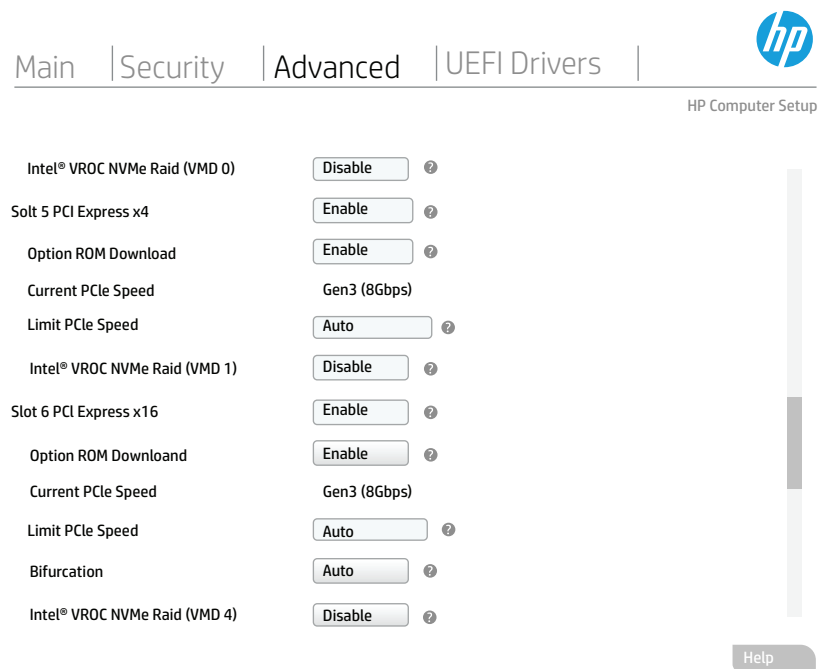 hp
Main Security Advanced UEFI Drivers
HP Computer Setup
Intel® VROC NVMe Raid (VMD 0) Disable ?
Solt 5 PCI Express x4 Enable ?
Option ROM Download Enable ?
Current PCle Speed Gen3 (8Gbps)
Limit PCle Speed Auto ?
Intel® VROC NVMe Raid (VMD 1) Disable ?
Slot 6 PCl Express x16 Enable ?
Option ROM Downloand Enable ?
Current PCle Speed Gen3 (8Gbps)
Limit PCle Speed Auto ?
Bifurcation Auto ?
Intel® VROC NVMe Raid (VMD 4) Disable ?
Help